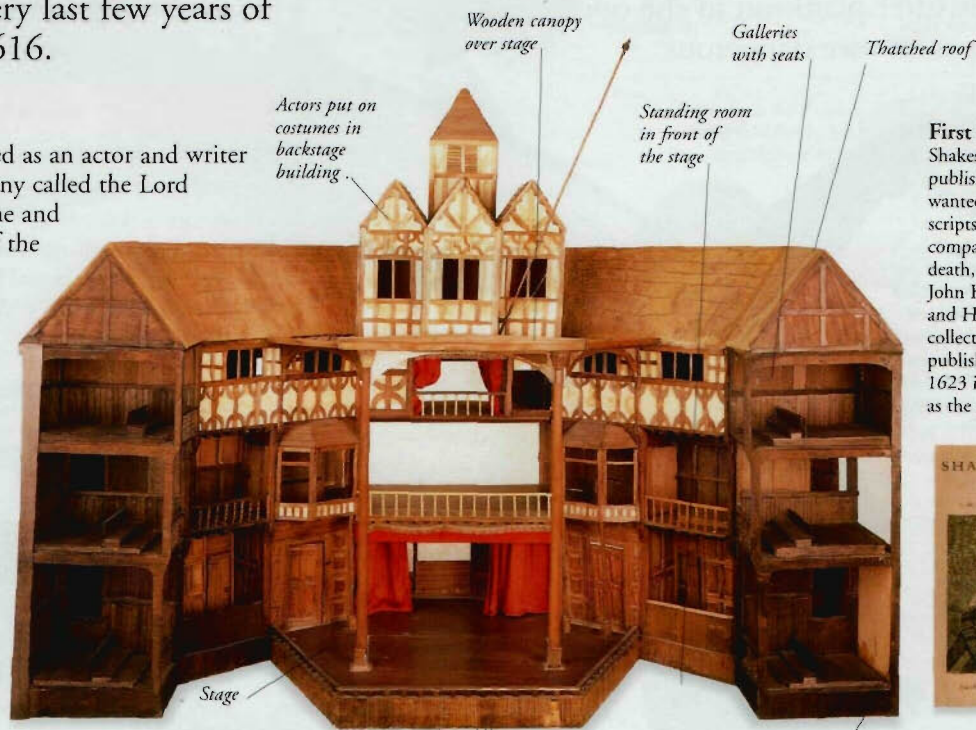 ery last few years of
616.
ed as an actor and writer
ny called the Lord
ne and
f the
Actors put on
costumes in
backstage
building
Wooden canopy
over stage
Standing room
in front of
the stage
Galleries
with seats
Thatched roof
Stage
First
Shakes
publis
wanted
scripts
compa
death,
John H
and H
collect
publis
1623 i
as the
SHA